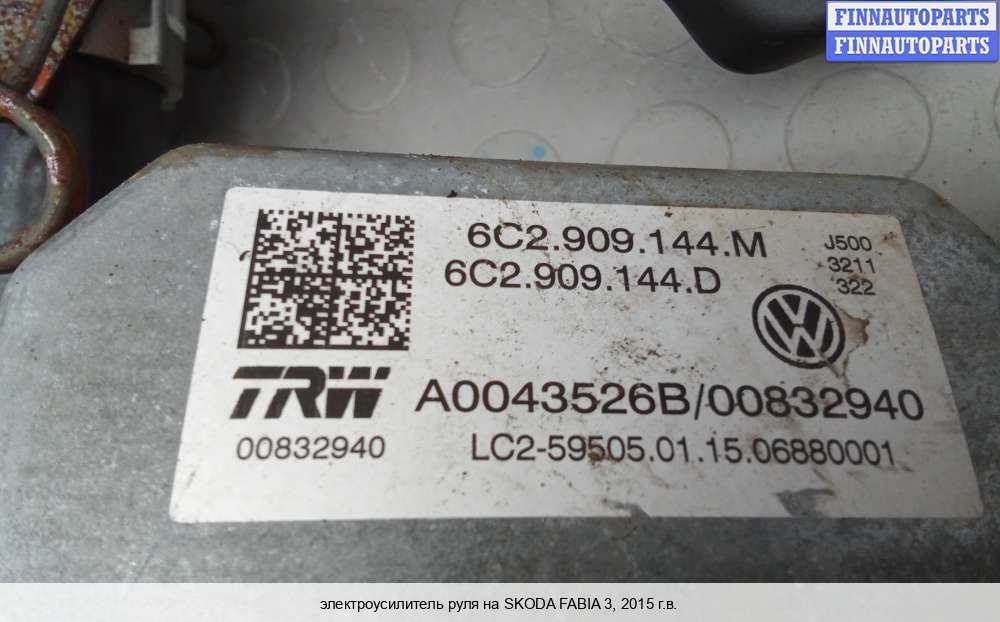 FINNAUTOPARTS
FINNAUTOPARTS
6C2.909.144.M
6C2.909.144.D
J500
3211
322
TRW
A0043526B/00832940
00832940
LC2-59505.01.15.06880001
электроусилитель руля на SKODA FABIA 3, 2015 г.в.